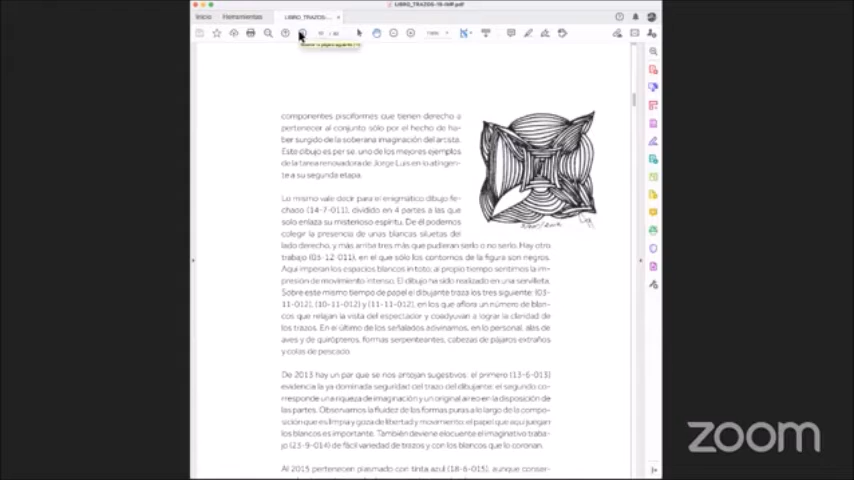 LIBRO_TRAZOS-19-0dff.pdf
Inicio Herramientas LIBRO_TRAZOS-...
componentes pisciformes que tienen derecho a
pertenecer al conjunto sólo por el hecho de ha-
ber surgido de la soberana imaginación del artista.
Este dibujo es per se, uno de los mejores ejemplos
de la tarea renovadora de Jorge Luis en lo atingen-
te a su segunda etapa.
Lo mismo vale decir para el enigmático dibujo fe-
chado (14-7-011), dividido en 4 partes a las que
solo enlaza su misterioso espíritu. De él podemos
colegir la presencia de unas blancas siluetas del
lado derecho, y más arriba tres más que pudieran serlo o no serlo. Hay otro
trabajo (03-12-011), en el que sólo los contornos de la figura son negros.
Aquí imperan los espacios blancos in toto; al propio tiempo sentimos la im-
presión de movimiento intenso. El dibujo ha sido realizado en una servilleta.
Sobre este mismo tiempo de papel el dibujante traza los tres siguiente: (03-
11-012), (10-11-012) y (11-11-012), en los que aflora un número de blan-
cos que relajan la vista del espectador y coadyuvan a lograr la claridad de
los trazos. En el último de los señalados adivinamos, en lo personal, alas de
aves y de quirópteros, formas serpenteantes, cabezas de pájaros extraños
y colas de pescado.
De 2013 hay un par que se nos antojan sugestivos: el primero (13-6-013)
evidencia la ya dominada seguridad del trazo del dibujante; el segundo co-
rresponde una riqueza de imaginación y un original aireo en la disposición de
las partes. Observamos la fluidez de las formas puras a lo largo de la compo-
sición que es limpia y goza de libertad y movimiento; el papel que aquí juegan
los blancos es importante. También deviene elocuente el imaginativo traba-
jo (23-9-014) de fácil variedad de trazos y con los blancos que lo coronan.
Al 2015 pertenecen plasmado con tinta azul (18-6-015), aunque conser-
zoom